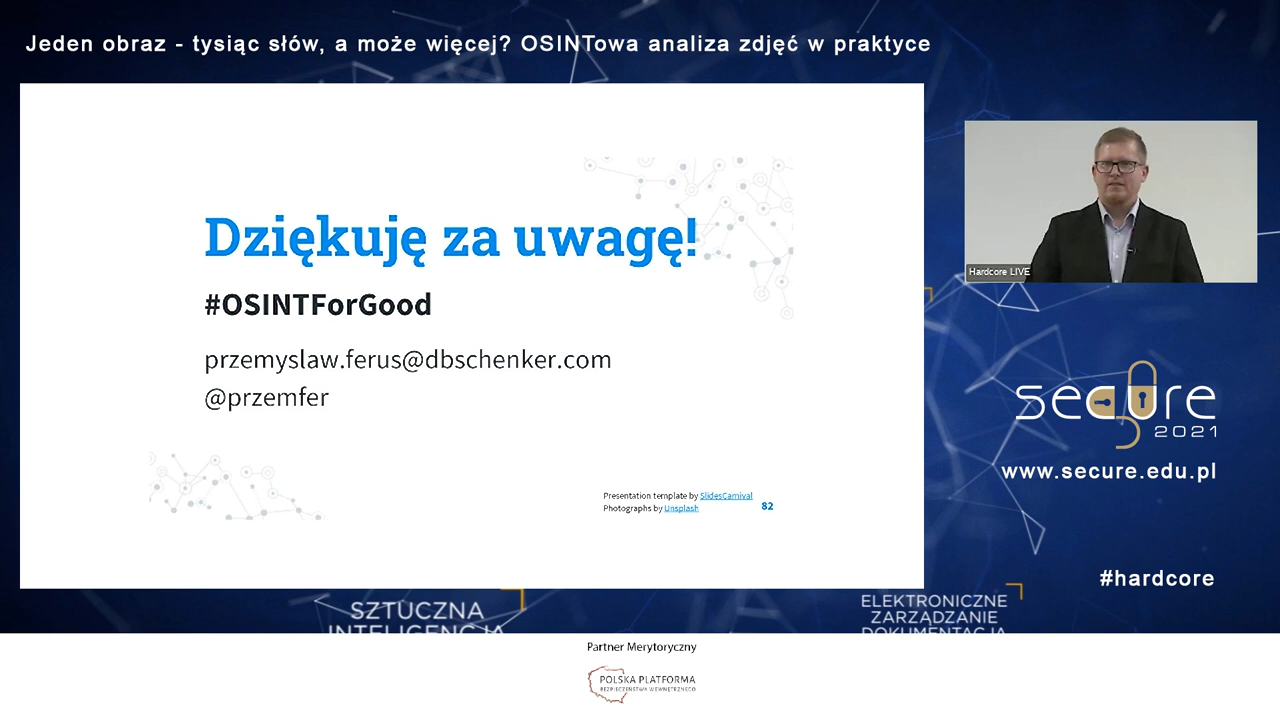 Jeden obraz - tysiąc słów, a może więcej? OSINTowa analiza zdjęć w praktyce
Dziękuję za uwagę!
#OSINTForGood
przemyslaw.ferus@dbschenker.com
@przemfer
Presentation template by SlidesCarnival
Photographs by Unsplash
82
Hardcore LIVE
secure
2021
www.secure.edu.pl
#hardcore
SZTUCZNA
INTELIGENCJA
ELEKTRONICZNE
ZARZĄDZANIE
DOKUMENTACJĄ
Partner Merytoryczny
POLSKA PLATFORMA
BEZPIECZEŃSTWA WEWNĘTRZNEGO